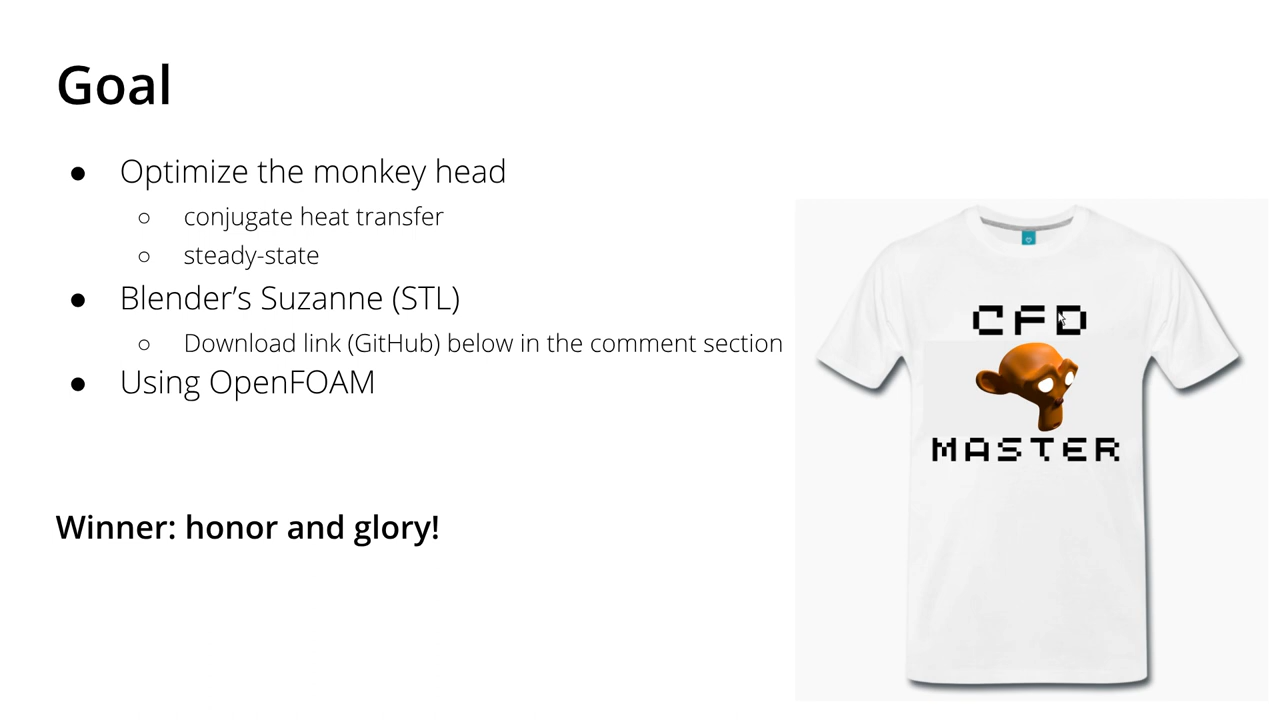 Goal
● Optimize the monkey head
○ conjugate heat transfer
○ steady-state
● Blender’s Suzanne (STL)
○ Download link (GitHub) below in the comment section
● Using OpenFOAM
Winner: honor and glory!
CFD
MASTER